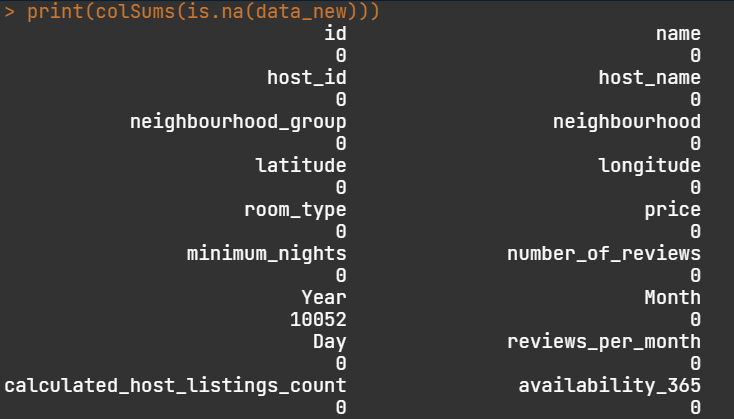 > print(colSums(is.na(data_new)))
id name
0 0
host_id host_name
0 0
neighbourhood_group neighbourhood
0 0
latitude longitude
0 0
room_type price
0 0
minimum_nights number_of_reviews
0 0
Year Month
10052 0
Day reviews_per_month
0 0
calculated_host_listings_count availability_365
0 0